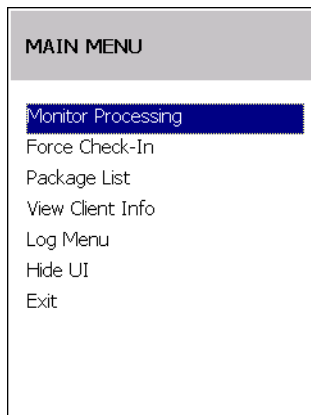 MAIN MENU
Monitor Processing
Force Check-In
Package List
View Client Info
Log Menu
Hide UI
Exit